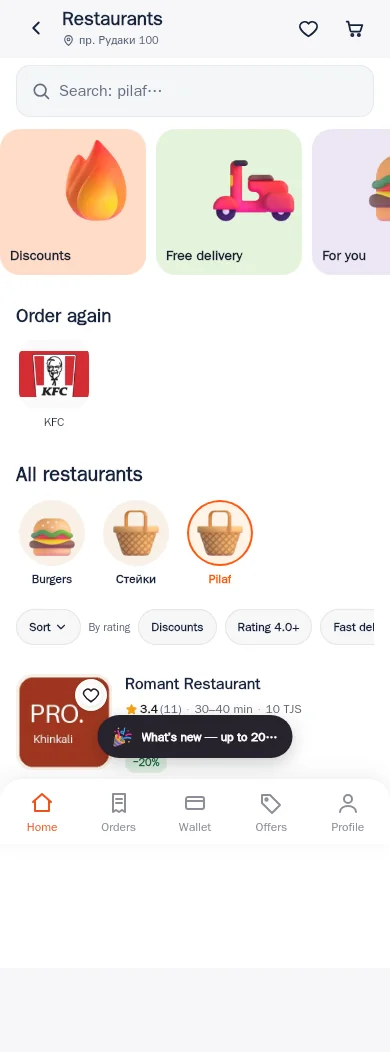 Restaurants
пр. Рудаки 100
Search: pilaf···
Discounts
Free delivery
For you
Order again
KFC
KFC
All restaurants
Burgers
Стейки
Pilaf
Sort
By rating
Discounts
Rating 4.0+
Fast del
PRO.
Khinkali
Romant Restaurant
3.4 (11) · 30–40 min · 10 TJS
What's new — up to 20···
−20%
Home
Orders
Wallet
Offers
Profile